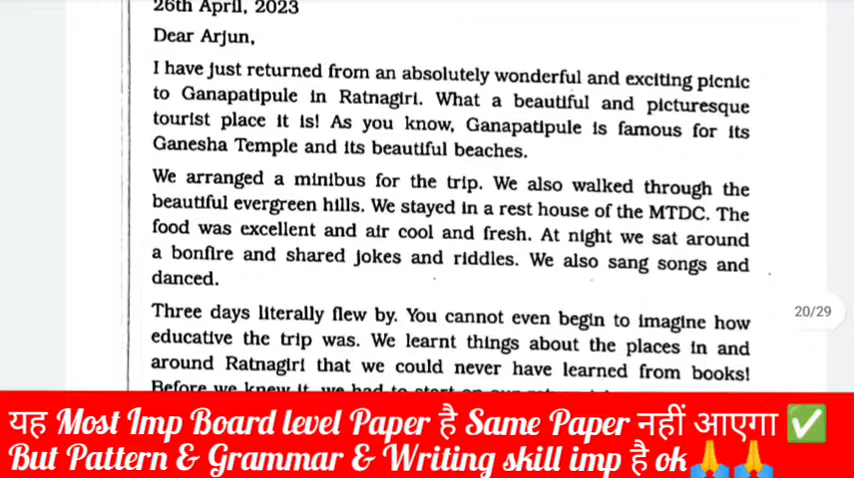 26th April, 2023
Dear Arjun,
I have just returned from an absolutely wonderful and exciting picnic
to Ganapatipule in Ratnagiri. What a beautiful and picturesque
tourist place it is! As you know, Ganapatipule is famous for its
Ganesha Temple and its beautiful beaches.
We arranged a minibus for the trip. We also walked through the
beautiful evergreen hills. We stayed in a rest house of the MTDC. The
food was excellent and air cool and fresh. At night we sat around
a bonfire and shared jokes and riddles. We also sang songs and
danced.
Three days literally flew by. You cannot even begin to imagine how
educative the trip was. We learnt things about the places in and
around Ratnagiri that we could never have learned from books!
Before we knew it, we had to start on our
20/29
यह Most Imp Board level Paper है Same Paper नहीं आएगा ✅
But Pattern & Grammar & Writing skill imp है ok🙏🙏